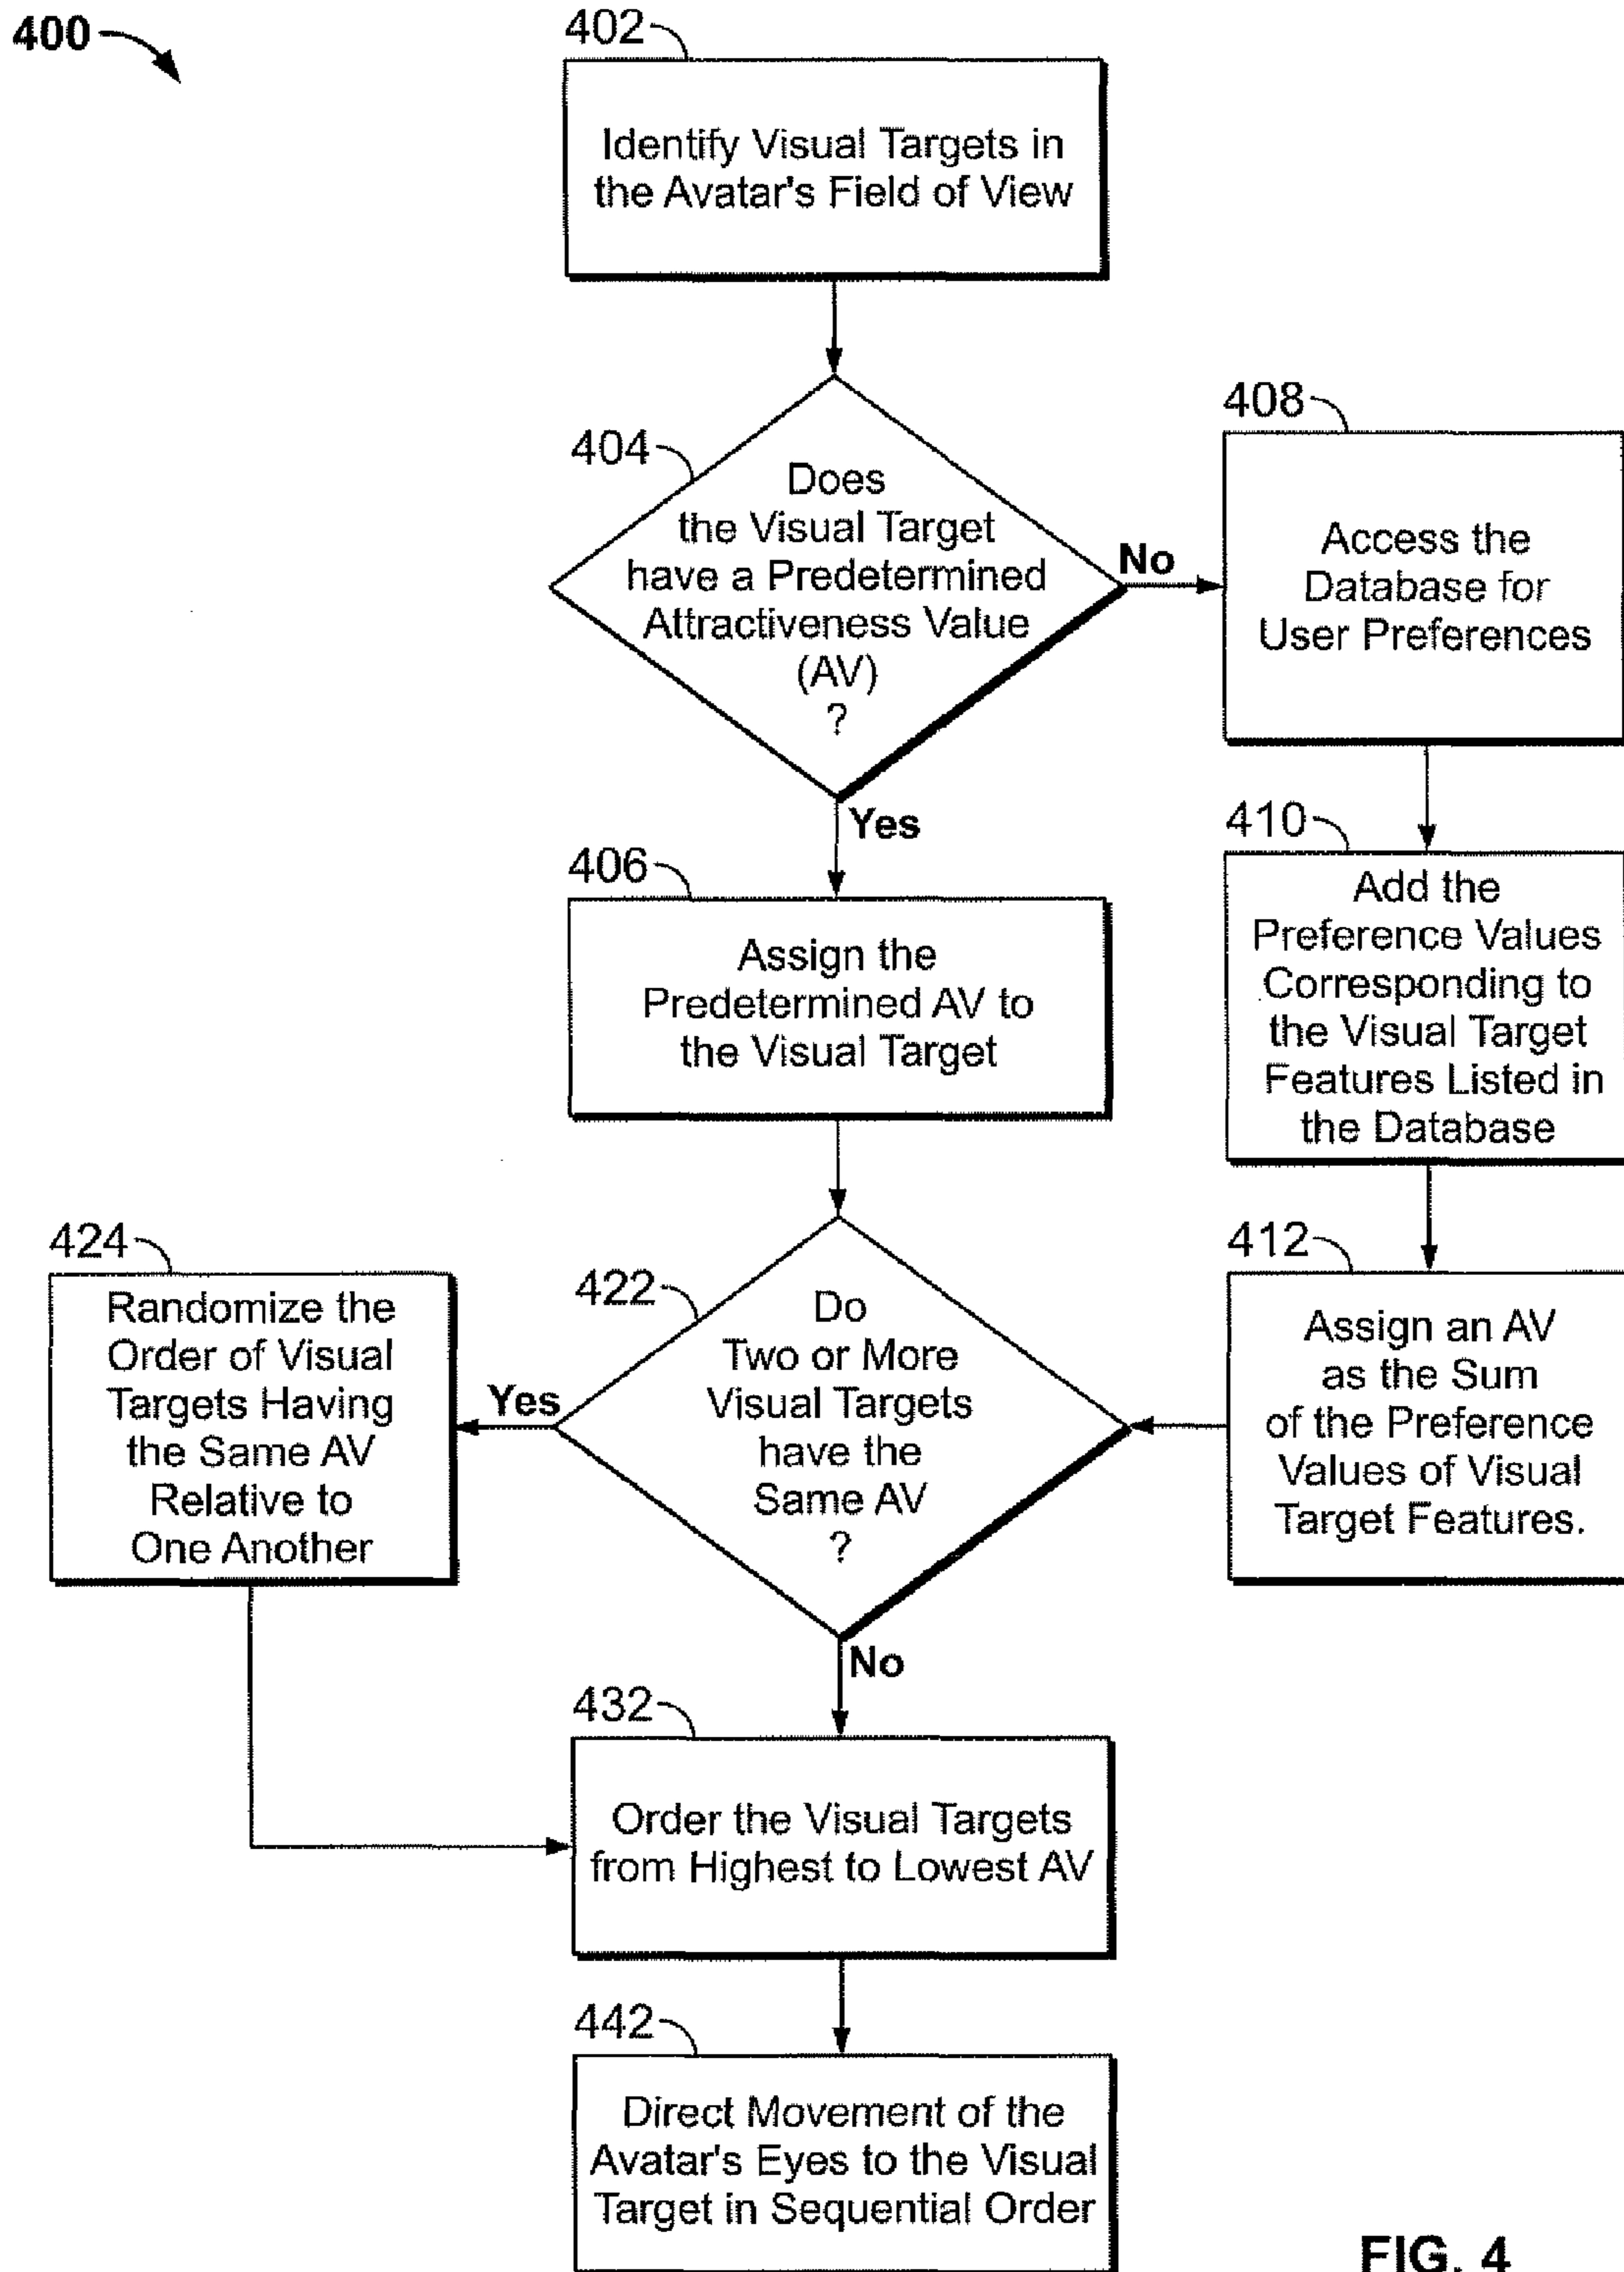 400
402
Identify Visual Targets in
the Avatar's Field of View
404
Does
the Visual Target
have a Predetermined
Attractiveness Value
(AV)
?
No
Yes
408
Access the
Database for
User Preferences
406
Assign the
Predetermined AV to
the Visual Target
410
Add the
Preference Values
Corresponding to
the Visual Target
Features Listed in
the Database
412
Assign an AV
as the Sum
of the Preference
Values of Visual
Target Features.
422
Do
Two or More
Visual Targets
have the
Same AV
?
Yes
No
424
Randomize the
Order of Visual
Targets Having
the Same AV
Relative to
One Another
432
Order the Visual Targets
from Highest to Lowest AV
442
Direct Movement of the
Avatar's Eyes to the Visual
Target in Sequential Order
FIG. 4